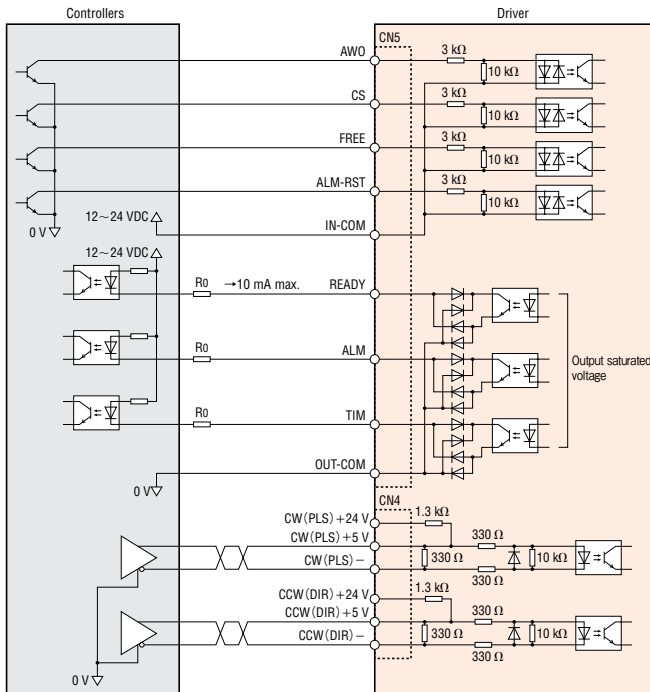 Controllers
Driver
CN5
AWO
3 kΩ
10 kΩ
CS
3 kΩ
10 kΩ
FREE
3 kΩ
10 kΩ
ALM-RST
3 kΩ
10 kΩ
12~24 VDC
0 V
IN-COM
12~24 VDC
R0
→10 mA max.
READY
R0
ALM
Output saturated
voltage
R0
TIM
OUT-COM
0 V
CN4
CW(PLS)+24 V
1.3 kΩ
CW(PLS)+5 V
330 Ω
CW(PLS)−
330 Ω
10 kΩ
330 Ω
CCW(DIR)+24 V
1.3 kΩ
CCW(DIR)+5 V
330 Ω
CCW(DIR)−
330 Ω
10 kΩ
330 Ω
0 V